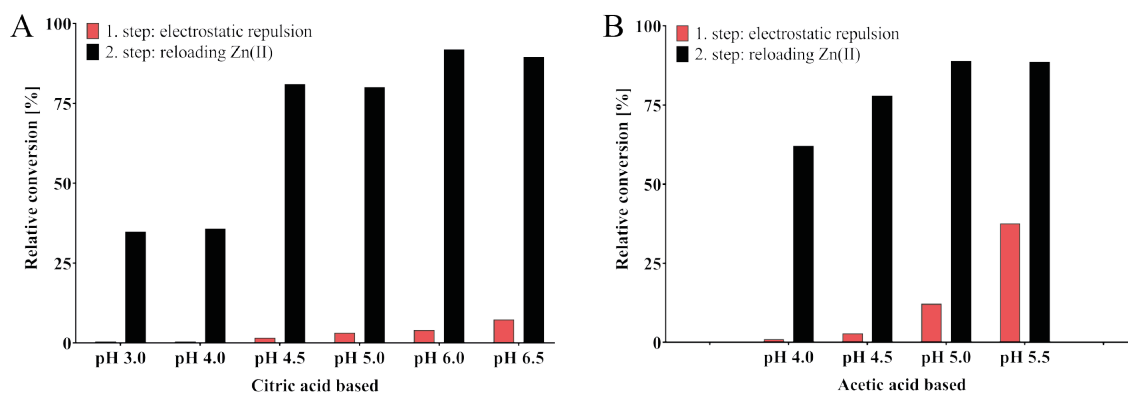 A
1. step: electrostatic repulsion
2. step: reloading Zn(II)
Relative conversion [%]
100
75
50
25
0
pH 3.0 pH 4.0 pH 4.5 pH 5.0 pH 6.0 pH 6.5
Citric acid based
B
1. step: electrostatic repulsion
2. step: reloading Zn(II)
Relative conversion [%]
100
75
50
25
0
pH 4.0 pH 4.5 pH 5.0 pH 5.5
Acetic acid based